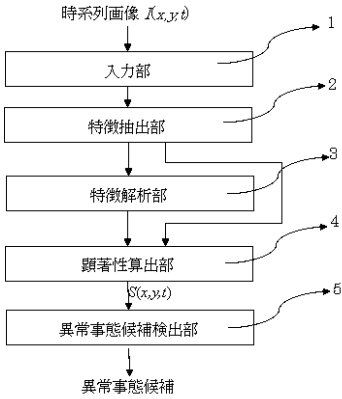 時系列画像 I(x,y,t)
1
入力部
2
特徴抽出部
3
特徴解析部
4
顕著性算出部
S(x,y,t)
5
異常事態候補検出部
異常事態候補